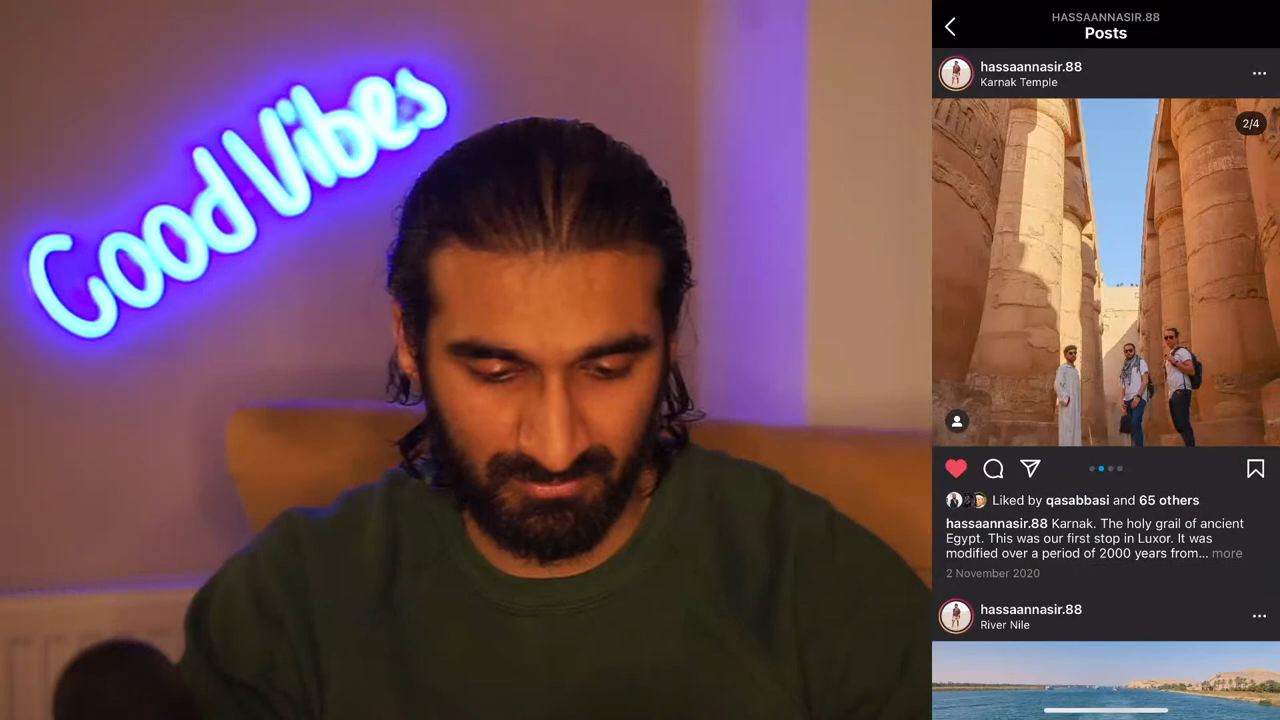 Good Vibes
HASSAANNASIR.88
Posts
hassaannasir.88
Karnak Temple
2/4
Liked by qasabbasi and 65 others
hassaannasir.88 Karnak. The holy grail of ancient
Egypt. This was our first stop in Luxor. It was
modified over a period of 2000 years from... more
2 November 2020
hassaannasir.88
River Nile